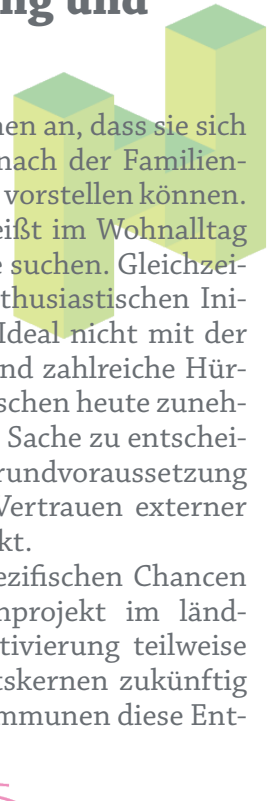 ng und
nen an, dass sie sich
nach der Familien-
vorstellen können.
eißt im Wohnalltag
e suchen. Gleichzei-
thusiastischen Ini-
Ideal nicht mit der
nd zahlreiche Hür-
schen heute zuneh-
Sache zu entschei-
rundvoraussetzung
Vertrauen externer
kt.
ezifischen Chancen
nprojekt im länd-
tivierung teilweise
tskernen zukünftig
mmunen diese Ent-